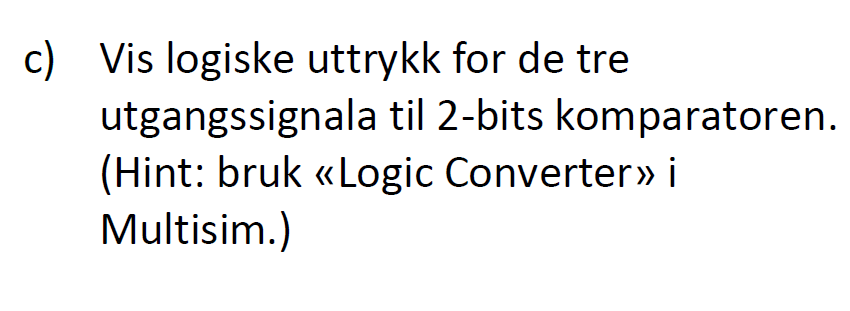 c) Vis logiske uttrykk for de tre
utgangssignala til 2-bits komparatoren.
(Hint: bruk «Logic Converter» i
Multisim.)